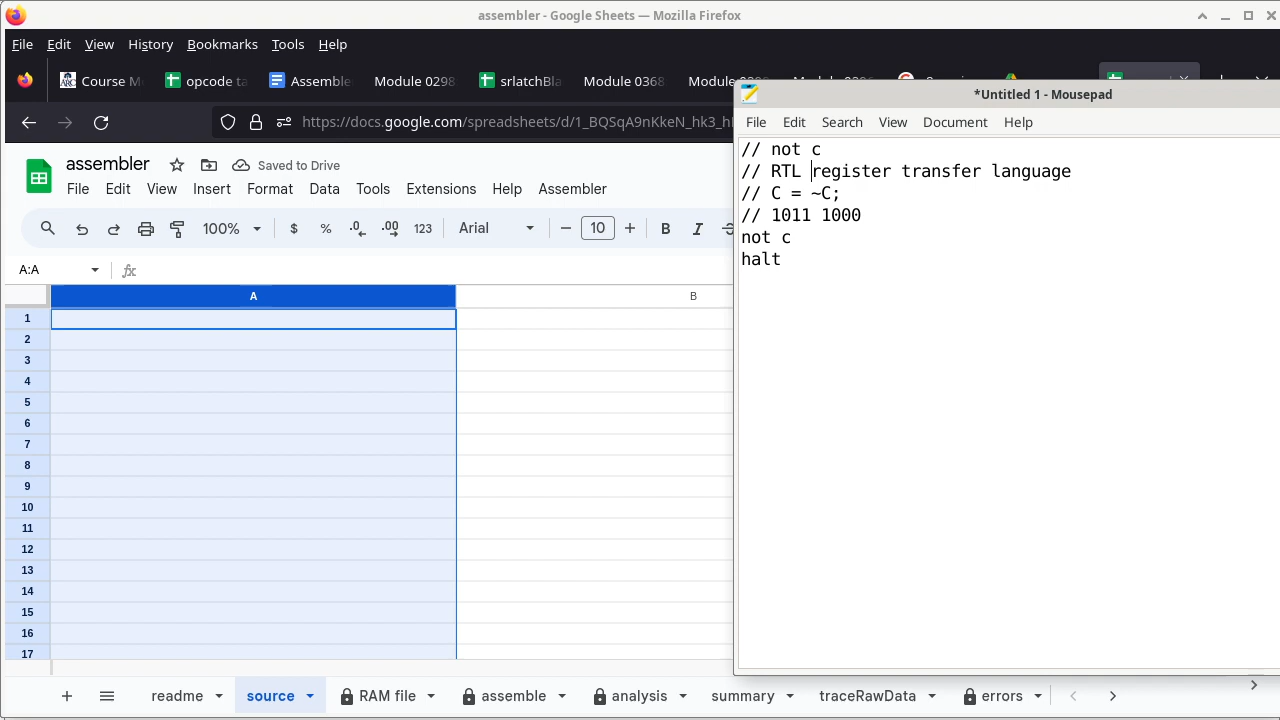 assembler - Google Sheets — Mozilla Firefox
File Edit View History Bookmarks Tools Help
Course M opcode ta Assemble Module 0298 srlatchBla Module 0368
https://docs.google.com/spreadsheets/d/1_BQSqA9nKkeN_hk3_h
assembler Saved to Drive
File Edit View Insert Format Data Tools Extensions Help Assembler
100% $ % .0 .00 123 Arial 10 B I S
A:A fx
A B
1
2
3
4
5
6
7
8
9
10
11
12
13
14
15
16
17
readme source RAM file assemble analysis summary traceRawData errors
*Untitled 1 - Mousepad
File Edit Search View Document Help
// not c
// RTL register transfer language
// C = ~C;
// 1011 1000
not c
halt